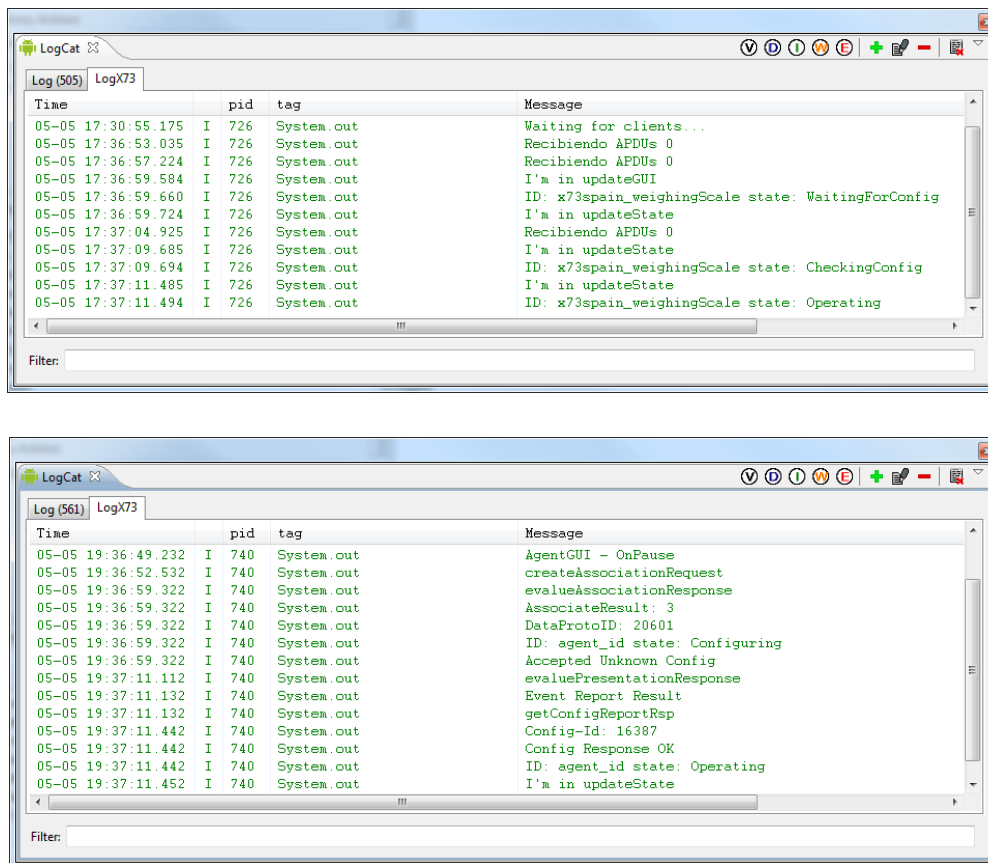 LogCat
V D I W E
Log (505) LogX73
Time pid tag Message
05-05 17:30:55.175 I 726 System.out Waiting for clients...
05-05 17:36:53.035 I 726 System.out Recibiendo APDUs 0
05-05 17:36:57.224 I 726 System.out Recibiendo APDUs 0
05-05 17:36:59.584 I 726 System.out I'm in updateGUI
05-05 17:36:59.660 I 726 System.out ID: x73spain_weighingScale state: WaitingForConfig
05-05 17:36:59.724 I 726 System.out I'm in updateState
05-05 17:37:04.925 I 726 System.out Recibiendo APDUs 0
05-05 17:37:09.685 I 726 System.out I'm in updateState
05-05 17:37:09.694 I 726 System.out ID: x73spain_weighingScale state: CheckingConfig
05-05 17:37:11.485 I 726 System.out I'm in updateState
05-05 17:37:11.494 I 726 System.out ID: x73spain_weighingScale state: Operating
Filter:
LogCat
V D I W E
Log (561) LogX73
Time pid tag Message
05-05 19:36:49.232 I 740 System.out AgentGUI - OnPause
05-05 19:36:52.532 I 740 System.out createAssociationRequest
05-05 19:36:59.322 I 740 System.out evalueAssociationResponse
05-05 19:36:59.322 I 740 System.out AssociateResult: 3
05-05 19:36:59.322 I 740 System.out DataProtoID: 20601
05-05 19:36:59.322 I 740 System.out ID: agent_id state: Configuring
05-05 19:36:59.322 I 740 System.out Accepted Unknown Config
05-05 19:37:11.112 I 740 System.out evaluePresentationResponse
05-05 19:37:11.132 I 740 System.out Event Report Result
05-05 19:37:11.132 I 740 System.out getConfigReportRsp
05-05 19:37:11.442 I 740 System.out Config-Id: 16387
05-05 19:37:11.442 I 740 System.out Config Response OK
05-05 19:37:11.442 I 740 System.out ID: agent_id state: Operating
05-05 19:37:11.452 I 740 System.out I'm in updateState
Filter: